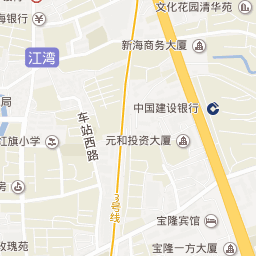 文化花园清华苑
银行
新海商务大厦
江湾
局
中国建设银行
车站西路
红旗小学
元和投资大厦
3号线
房
宝隆宾馆
玫瑰苑
宝隆一方大厦